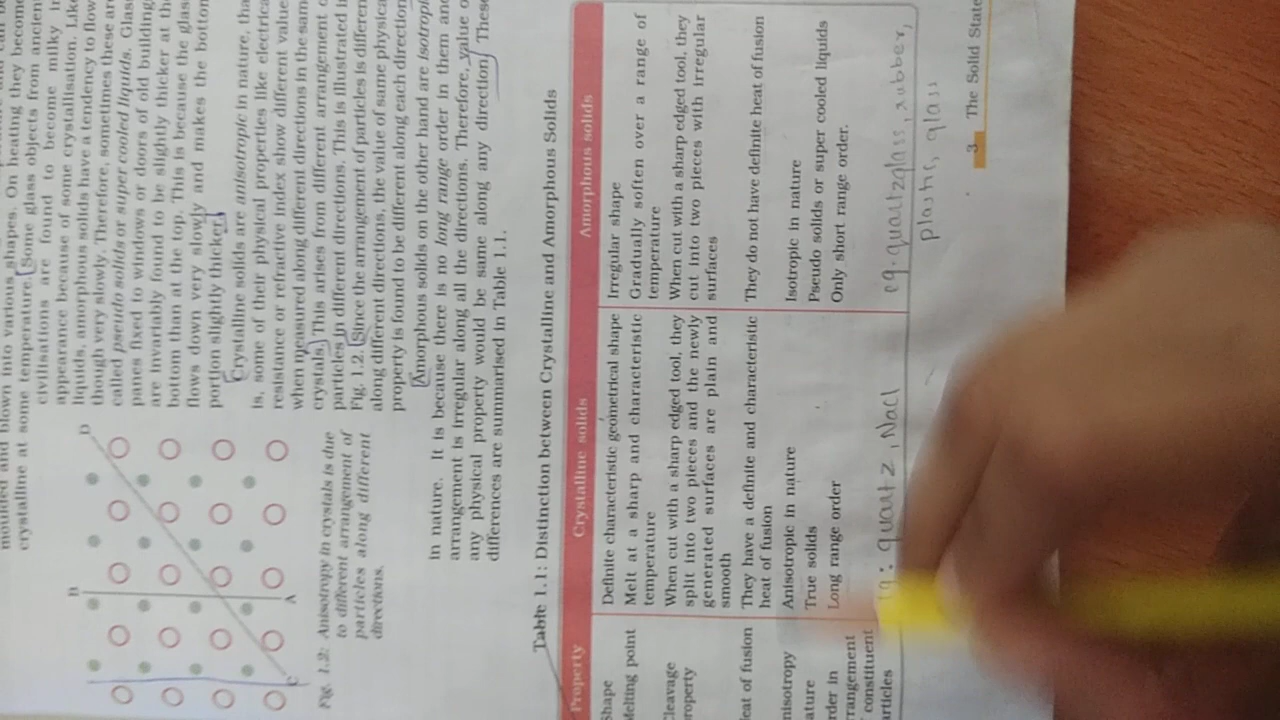 moulded and blown into various shapes. On heating they become
crystalline at some temperature. Some glass objects from ancient
civilisations are found to become milky in
appearance because of some crystallisation. Like
liquids, amorphous solids have a tendency to flow,
though very slowly. Therefore, sometimes these are
called pseudo solids or super cooled liquids. Glass
panes fixed to windows or doors of old buildings
are invariably found to be slightly thicker at the
bottom than at the top. This is because the glass
flows down very slowly and makes the bottom
portion slightly thicker.
Crystalline solids are anisotropic in nature, that
is, some of their physical properties like electrical
resistance or refractive index show different values
when measured along different directions in the same
crystals. This arises from different arrangement of
particles in different directions. This is illustrated in
Fig. 1.2. Since the arrangement of particles is different
along different directions, the value of same physical
property is found to be different along each direction.
Amorphous solids on the other hand are isotropic
in nature. It is because there is no long range order in them and
arrangement is irregular along all the directions. Therefore, value of
any physical property would be same along any direction. These
differences are summarised in Table 1.1.
B
D
A
C
Fig. 1.2: Anisotropy in crystals is due
to different arrangement of
particles along different
directions.
Table 1.1: Distinction between Crystalline and Amorphous Solids
Property Crystalline solids Amorphous solids
Shape Definite characteristic geometrical shape Irregular shape
Melting point Melt at a sharp and characteristic Gradually soften over a range of
temperature temperature
Cleavage When cut with a sharp edged tool, they When cut with a sharp edged tool, they
property split into two pieces and the newly cut into two pieces with irregular
generated surfaces are plain and surfaces
smooth
Heat of fusion They have a definite and characteristic They do not have definite heat of fusion
heat of fusion
Anisotropy Anisotropic in nature Isotropic in nature
Nature True solids Pseudo solids or super cooled liquids
Order in Long range order Only short range order.
arrangement
of constituent
particles
eg: quartz, Nacl eg: quartzglass, rubber,
plastic, glass
3 The Solid State